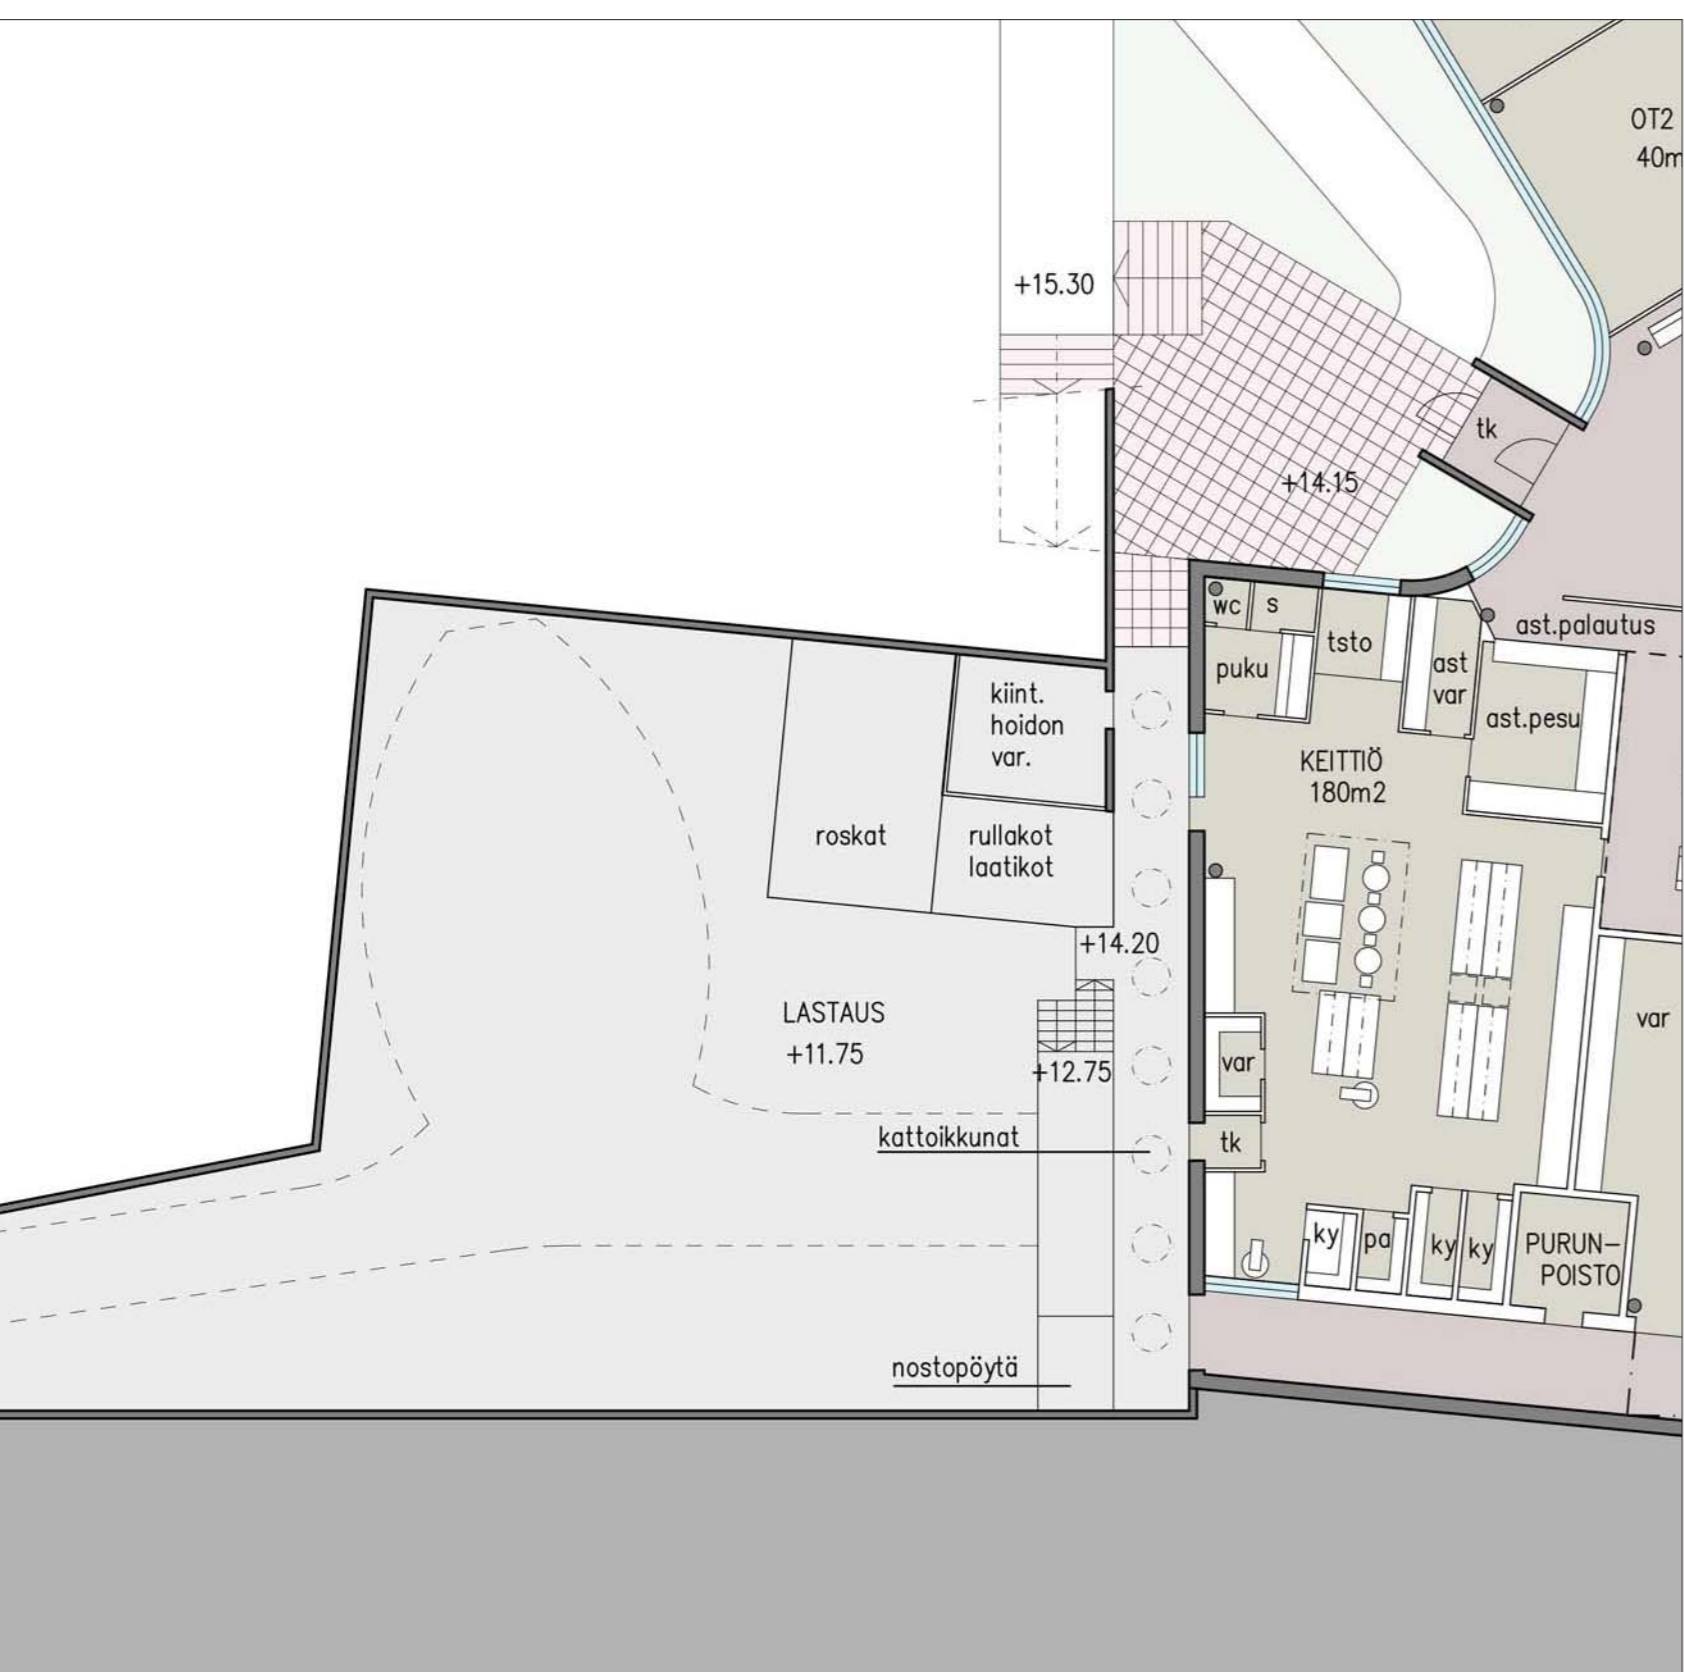 OT2
40m
+15.30
tk
+14.15
wc
s
tsto
ast.palautus
puku
ast
var
ast.pesu
kiint.
hoidon
var.
KEITTIÖ
180m2
roskat
rullakot
laatikot
+14.20
LASTAUS
+11.75
var
var
+12.75
kattoikkunat
tk
ky
pa
ky
ky
PURUN-
POISTO
nostopöytä